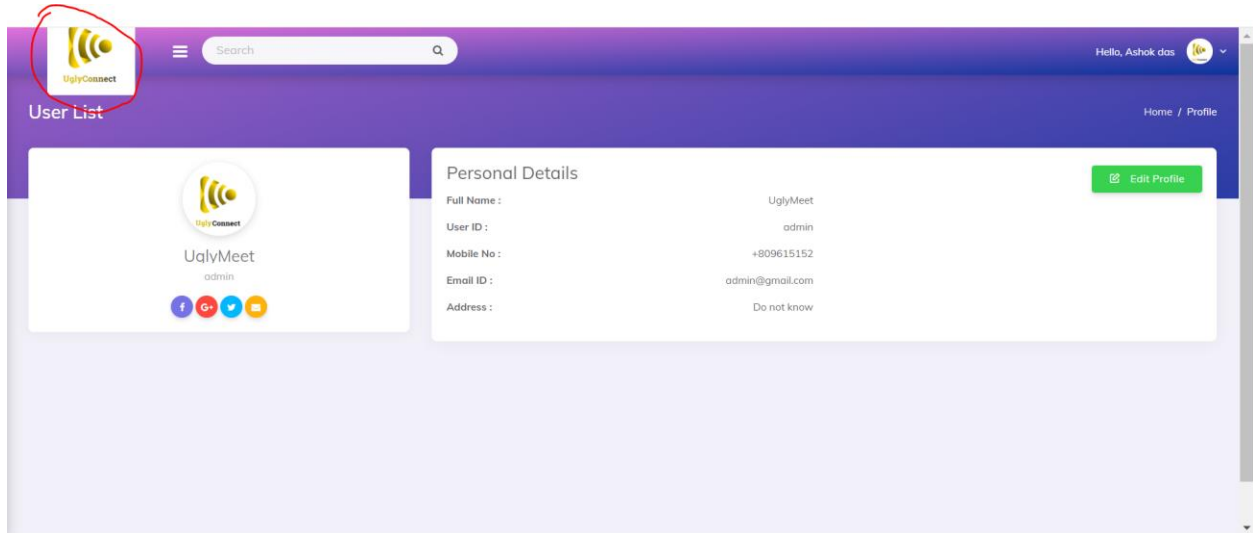 UglyConnect
Search
Hello, Ashok das
User List
Home / Profile
UglyConnect
UglyMeet
admin
Personal Details
Edit Profile
Full Name : UglyMeet
User ID : admin
Mobile No : +809615152
Email ID : admin@gmail.com
Address : Do not know